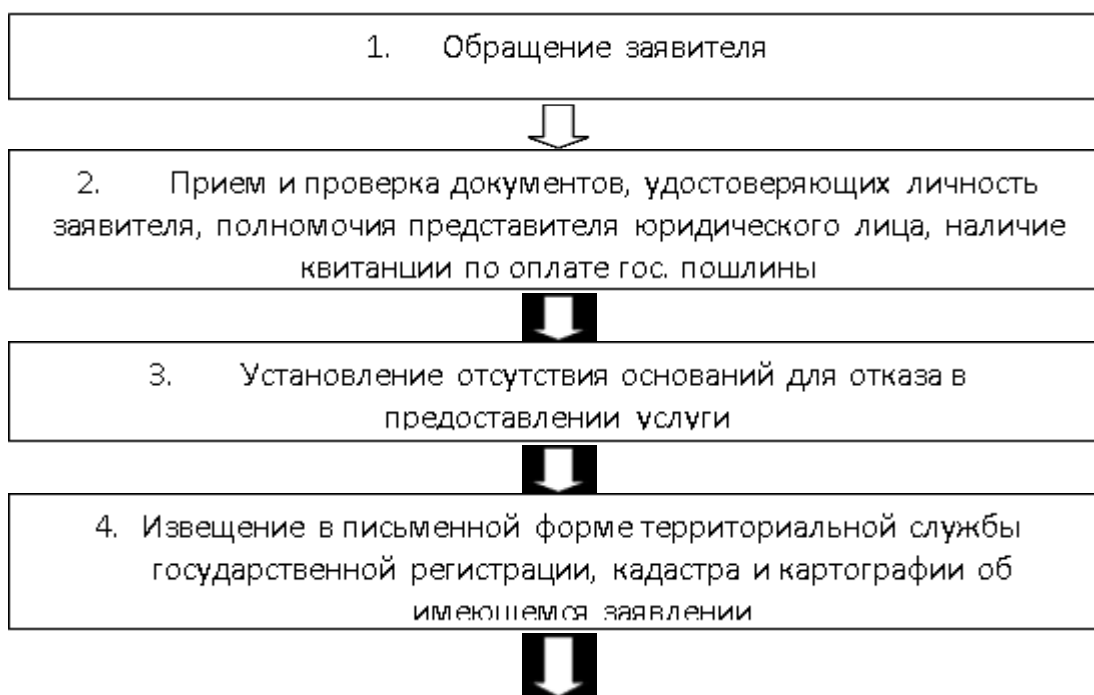 1. Обращение заявителя
2. Прием и проверка документов, удостоверяющих личность
заявителя, полномочия представителя юридического лица, наличие
квитанции по оплате гос. пошлины
3. Установление отсутствия оснований для отказа в
предоставлении услуги
4. Извещение в письменной форме территориальной службы
государственной регистрации, кадастра и картографии об
имеющемся заявлении